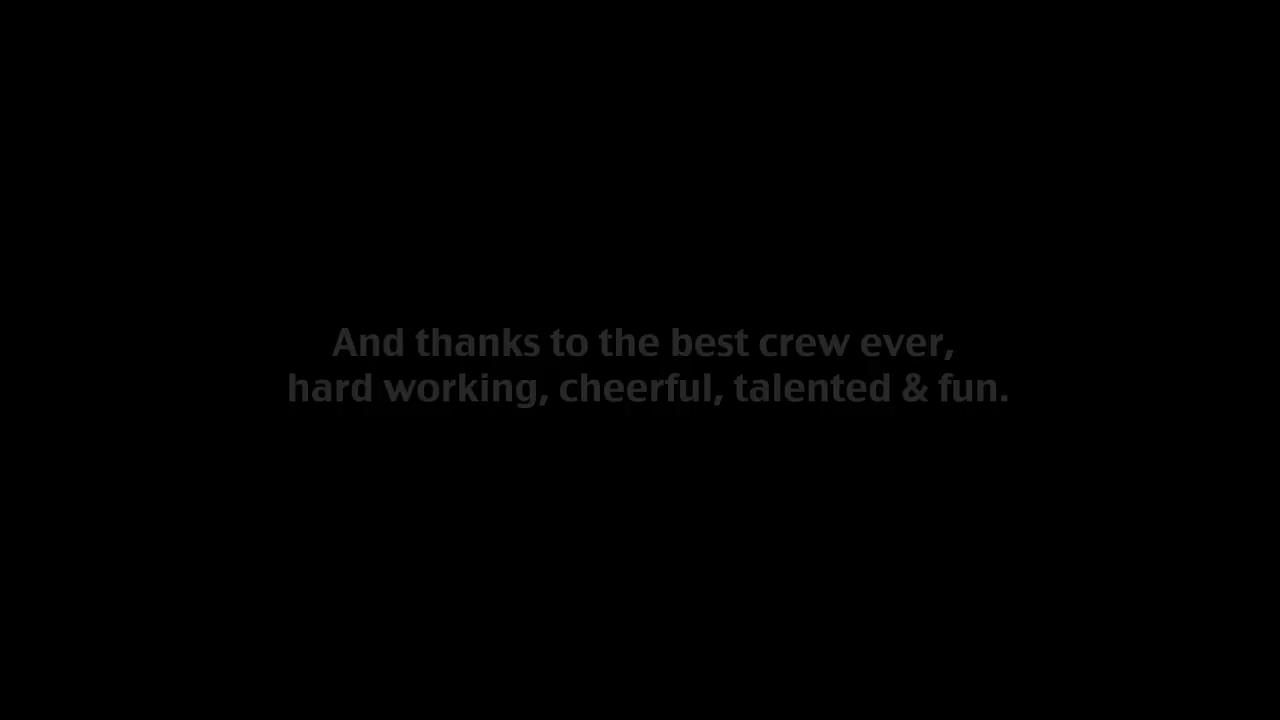 And thanks to the best crew ever,
hard working, cheerful, talented & fun.